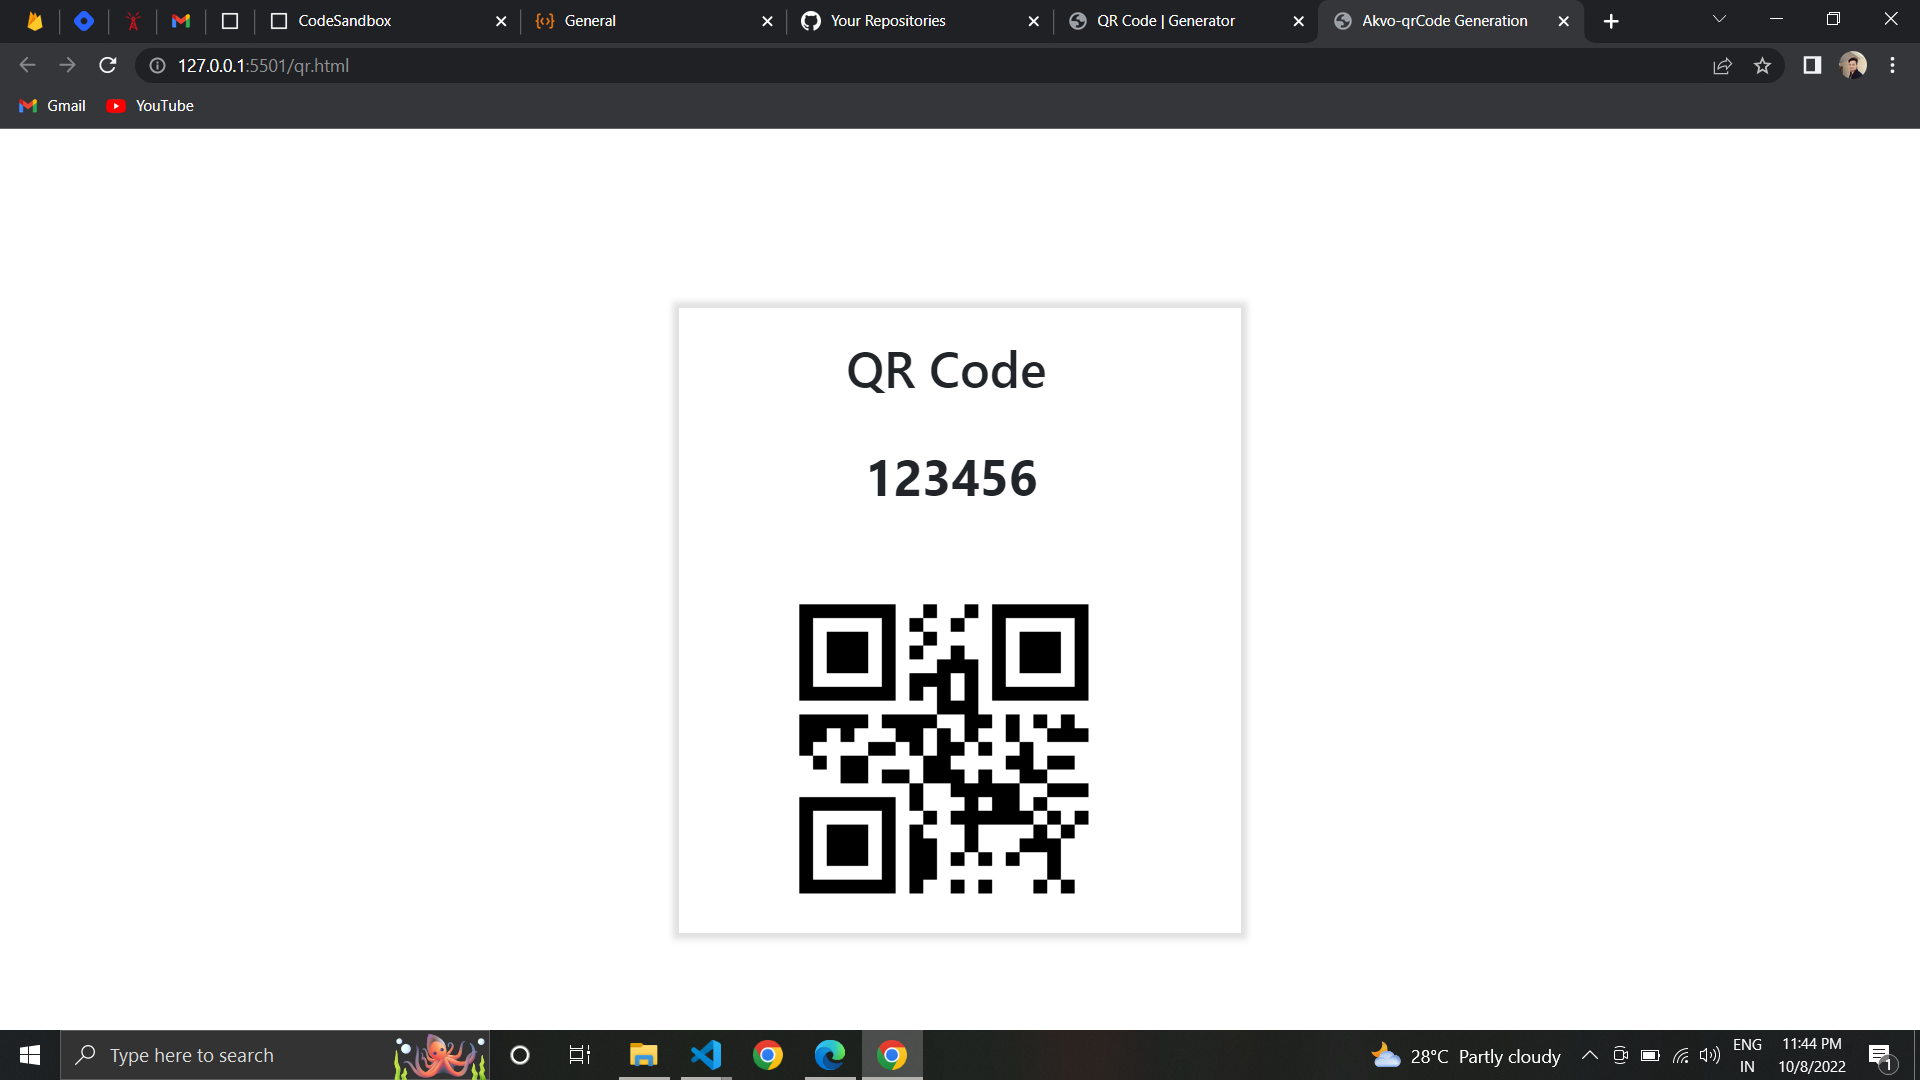 CodeSandbox
General
Your Repositories
QR Code | Generator
Akvo-qrCode Generation
127.0.0.1:5501/qr.html
Gmail
YouTube
QR Code
123456
Type here to search
28°C Partly cloudy
ENG
IN
11:44 PM
10/8/2022
1